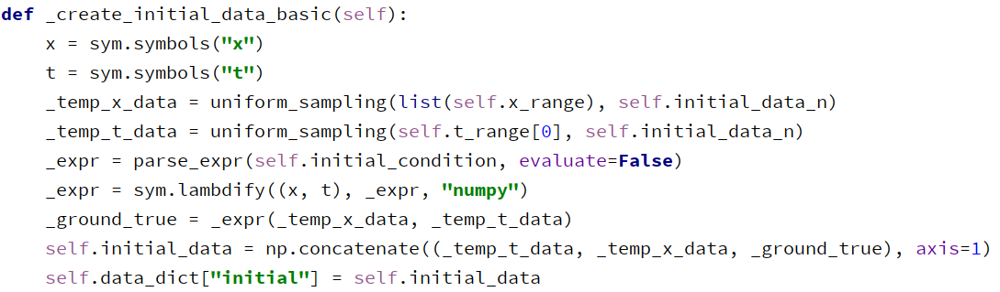 def _create_initial_data_basic(self):
    x = sym.symbols("x")
    t = sym.symbols("t")
    _temp_x_data = uniform_sampling(list(self.x_range), self.initial_data_n)
    _temp_t_data = uniform_sampling(self.t_range[0], self.initial_data_n)
    _expr = parse_expr(self.initial_condition, evaluate=False)
    _expr = sym.lambdify((x, t), _expr, "numpy")
    _ground_true = _expr(_temp_x_data, _temp_t_data)
    self.initial_data = np.concatenate((_temp_t_data, _temp_x_data, _ground_true), axis=1)
    self.data_dict["initial"] = self.initial_data